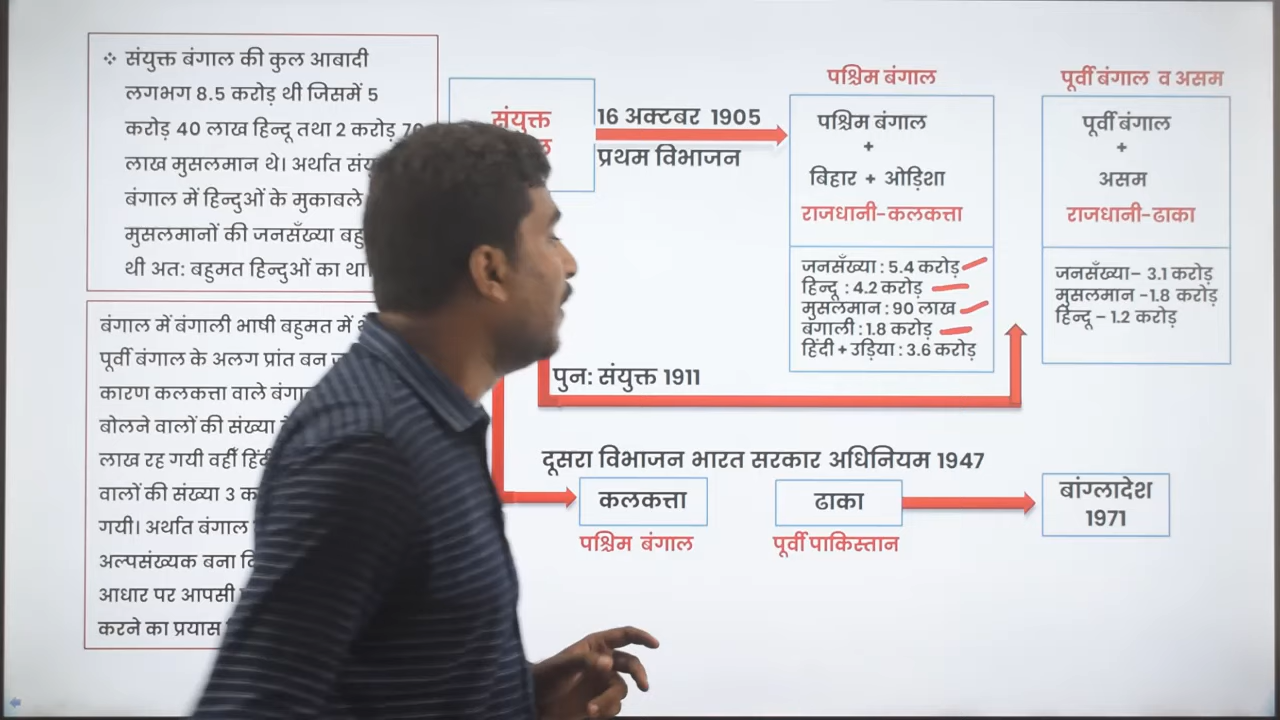 ❖ संयुक्त बंगाल की कुल आबादी
लगभग 8.5 करोड़ थी जिसमें 5
करोड़ 40 लाख हिन्दू तथा 2 करोड़
लाख मुसलमान थे। अर्थात
बंगाल में हिन्दुओं के मुकाबले
मुसलमानों की जनसँख्या
थी अत: बहुमत हिन्दुओं का था
बंगाल में बंगाली भाषी बहुमत में
पूर्वी बंगाल के अलग प्रांत बन
कारण कलकत्ता वाले
बोलने वालों की संख्या
लाख रह गयी वहीँ
वालों की संख्या 3
गयी। अर्थात बंगाल
अल्पसंख्यक बना
आधार पर आपसी
करने का प्रयास
संयुक्त
16 अक्टबर 1905
प्रथम विभाजन
पश्चिम बंगाल
पश्चिम बंगाल
+
बिहार + ओड़िशा
राजधानी-कलकत्ता
जनसँख्या : 5.4 करोड़
हिन्दू : 4.2 करोड़
मुसलमान : 90 लाख
बंगाली : 1.8 करोड़
हिंदी + उड़िया : 3.6 करोड़
पूर्वी बंगाल व असम
पूर्वी बंगाल
+
असम
राजधानी-ढाका
जनसँख्या– 3.1 करोड़
मुसलमान -1.8 करोड़
हिन्दू – 1.2 करोड़
पुन: संयुक्त 1911
दूसरा विभाजन भारत सरकार अधिनियम 1947
कलकत्ता
पश्चिम बंगाल
ढाका
पूर्वी पाकिस्तान
बांग्लादेश
1971